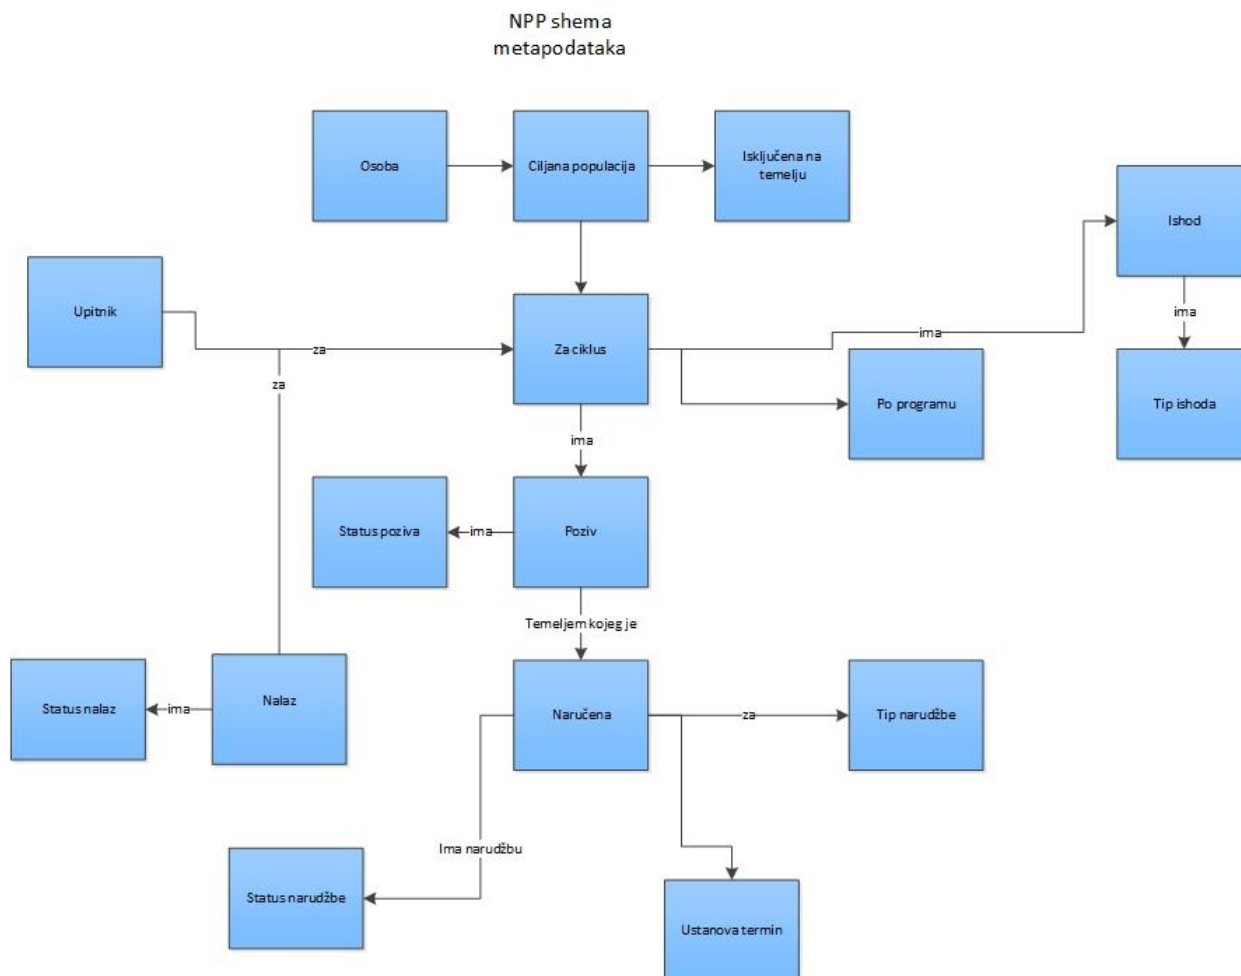 NPP shema
metapodataka
Osoba
Ciljana populacija
Isključena na
temelju
Ishod
Upitnik
ima
Za ciklus
ima
za
za
Po programu
Tip ishoda
ima
Status poziva
ima
Poziv
Temeljem kojeg je
Status nalaz
ima
Nalaz
Naručena
za
Tip narudžbe
Ima narudžbu
Status narudžbe
Ustanova termin